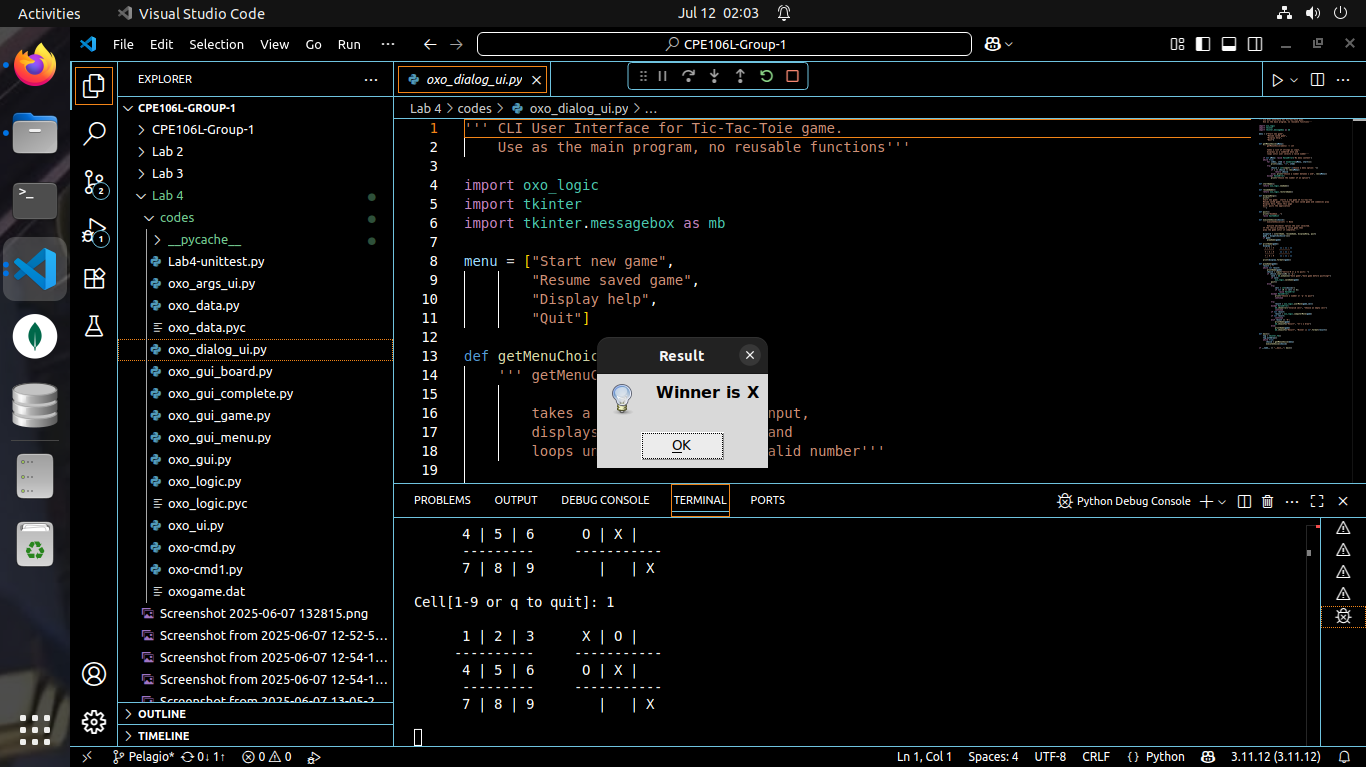 Activities Visual Studio Code Jul 12 02:03
File Edit Selection View Go Run ··· CPE106L-Group-1
EXPLORER ···
oxo_dialog_ui.py
CPE106L-GROUP-1
Lab 4 > codes > oxo_dialog_ui.py > ...
CPE106L-Group-1
Lab 2
Lab 3
Lab 4
codes
__pycache__
Lab4-unittest.py
oxo_args_ui.py
oxo_data.py
oxo_data.pyc
oxo_dialog_ui.py
oxo_gui_board.py
oxo_gui_complete.py
oxo_gui_game.py
oxo_gui_menu.py
oxo_gui.py
oxo_logic.py
oxo_logic.pyc
oxo_ui.py
oxo-cmd.py
oxo-cmd1.py
oxogame.dat
Screenshot 2025-06-07 132815.png
Screenshot from 2025-06-07 12-52-5...
Screenshot from 2025-06-07 12-54-1...
Screenshot from 2025-06-07 12-54-1...
Screenshot from 2025-06-07 13-05-2
OUTLINE
TIMELINE
2
1
1 ''' CLI User Interface for Tic-Tac-Toie game.
2 Use as the main program, no reusable functions'''
3
4 import oxo_logic
5 import tkinter
6 import tkinter.messagebox as mb
7
8 menu = ["Start new game",
9 "Resume saved game",
10 "Display help",
11 "Quit"]
12
13 def getMenuChoic
14 ''' getMenuC
15
16 takes a nput,
17 displays and
18 loops un alid number'''
19
Result
Winner is X
OK
PROBLEMS OUTPUT DEBUG CONSOLE TERMINAL PORTS Python Debug Console
4 | 5 | 6 O | X |
--------- -----------
7 | 8 | 9 | | X
Cell[1-9 or q to quit]: 1
1 | 2 | 3 X | O |
---------- -----------
4 | 5 | 6 O | X |
--------- -----------
7 | 8 | 9 | | X
Pelagio* 0↓ 1↑ 0 0 Ln 1, Col 1 Spaces: 4 UTF-8 CRLF {} Python 3.11.12 (3.11.12)